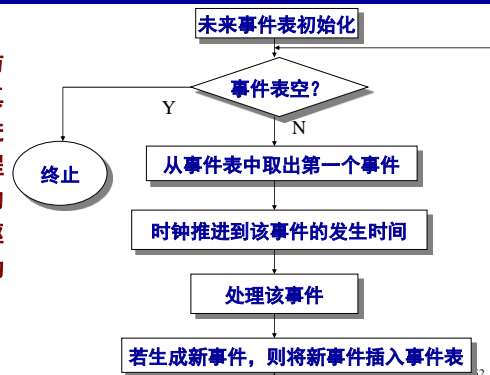 未来事件表初始化
事件表空？
Y
N
终止
从事件表中取出第一个事件
时钟推进到该事件的发生时间
处理该事件
若生成新事件，则将新事件插入事件表